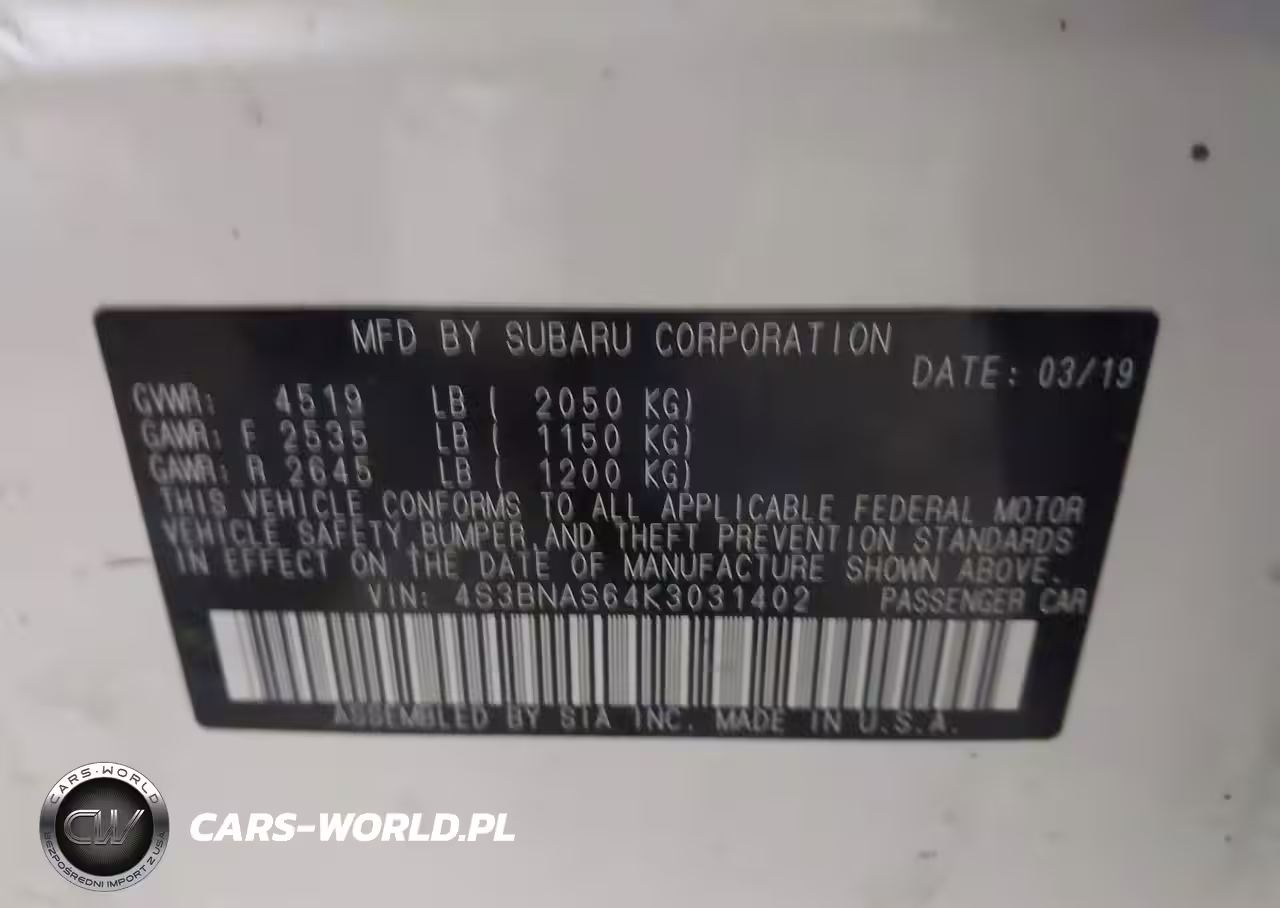 MFD BY SUBARU CORPORATION
DATE: 03/19
GVWR: 4519 LB ( 2050 KG)
GAWR: F 2535 LB ( 1150 KG)
GAWR: R 2645 LB ( 1200 KG)
THIS VEHICLE CONFORMS TO ALL APPLICABLE FEDERAL MOTOR
VEHICLE SAFETY, BUMPER, AND THEFT PREVENTION STANDARDS
IN EFFECT ON THE DATE OF MANUFACTURE SHOWN ABOVE.
VIN: 4S3BNAS64K3031402 PASSENGER CAR
ASSEMBLED BY SIA INC. MADE IN U.S.A.
CARS-WORLD
CW
BEZPOŚREDNI IMPORT Z USA
CARS-WORLD.PL